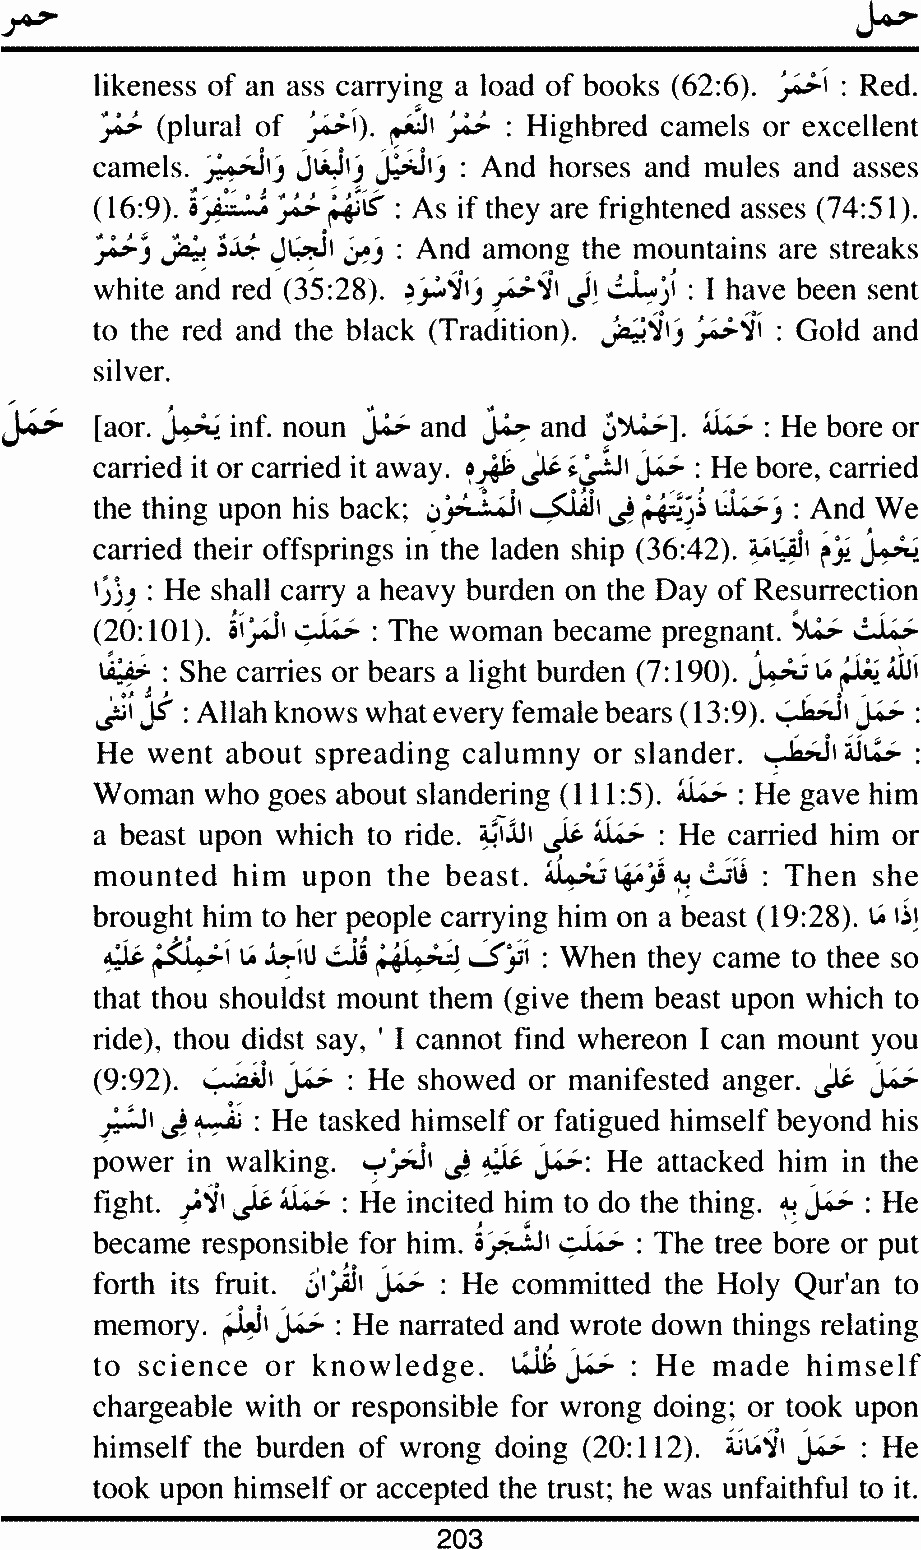 حمر حمل
likeness of an ass carrying a load of books (62:6). اَحْمَرُ : Red.
حُمْرٌ (plural of اَحْمَرُ). حُمْرُ النَّعَمِ : Highbred camels or excellent
camels. وَالْخَيْلَ وَالْبِغَالَ وَالْحَمِيْرَ : And horses and mules and asses
(16:9). كَاَنَّهُمْ حُمُرٌ مُّسْتَنْفِرَةٌ : As if they are frightened asses (74:51).
وَمِنَ الْجِبَالِ جُدَدٌ بِيْضٌ وَّحُمْرٌ : And among the mountains are streaks
white and red (35:28). اُرْسِلْتُ اِلَى الْاَحْمَرِ وَالْاَسْوَدِ : I have been sent
to the red and the black (Tradition). اَلْاَحْمَرُ وَالْاَبْيَضُ : Gold and
silver.
حَمَلَ [aor. يَحْمِلُ inf. noun حَمْلٌ and حِمْلٌ and حُمْلَانٌ]. حَمَلَهُ : He bore or
carried it or carried it away. حَمَلَ الشَّیْءَ عَلٰى ظَهْرِهٖ : He bore, carried
the thing upon his back; وَحَمَلْنَا ذُرِّيَّتَهُمْ فِى الْفُلْكِ الْمَشْحُوْنِ : And We
carried their offsprings in the laden ship (36:42). يَحْمِلُ يَوْمَ الْقِيَامَةِ
وِزْرًا : He shall carry a heavy burden on the Day of Resurrection
(20:101). حَمَلَتِ الْمَرْاَةُ : The woman became pregnant. حَمَلَتْ حَمْلاً
خَفِيْفًا : She carries or bears a light burden (7:190). اَللّٰهُ يَعْلَمُ مَا تَحْمِلُ
كُلُّ اُنْثٰى : Allah knows what every female bears (13:9). حَمَلَ الْحَطَبَ :
He went about spreading calumny or slander. حَمَّالَةَ الْحَطَبِ :
Woman who goes about slandering (111:5). حَمَلَهُ : He gave him
a beast upon which to ride. حَمَلَهُ عَلَى الدَّآبَّةِ : He carried him or
mounted him upon the beast. فَاَتَتْ بِهٖ قَوْمَهَا تَحْمِلُهُ : Then she
brought him to her people carrying him on a beast (19:28). اِذَا مَا
اَتَوْكَ لِتَحْمِلَهُمْ قُلْتَ لَا اَجِدُ مَا اَحْمِلُكُمْ عَلَيْهِ : When they came to thee so
that thou shouldst mount them (give them beast upon which to
ride), thou didst say, ' I cannot find whereon I can mount you
(9:92). حَمَلَ الْغَضَبَ : He showed or manifested anger. حَمَلَ عَلٰى
نَفْسِهٖ فِى السَّيْرِ : He tasked himself or fatigued himself beyond his
power in walking. حَمَلَ عَلَيْهِ فِى الْحَرْبِ: He attacked him in the
fight. حَمَلَهُ عَلَى الْاَمْرِ : He incited him to do the thing. حَمَلَ بِهٖ : He
became responsible for him. حَمَلَتِ الشَّجَرَةُ : The tree bore or put
forth its fruit. حَمَلَ الْقُرْاٰنَ : He committed the Holy Qur'an to
memory. حَمَلَ الْعِلْمَ : He narrated and wrote down things relating
to science or knowledge. حَمَلَ ظُلْمًا : He made himself
chargeable with or responsible for wrong doing; or took upon
himself the burden of wrong doing (20:112). حَمَلَ الْاَمَانَةَ : He
took upon himself or accepted the trust; he was unfaithful to it.
203